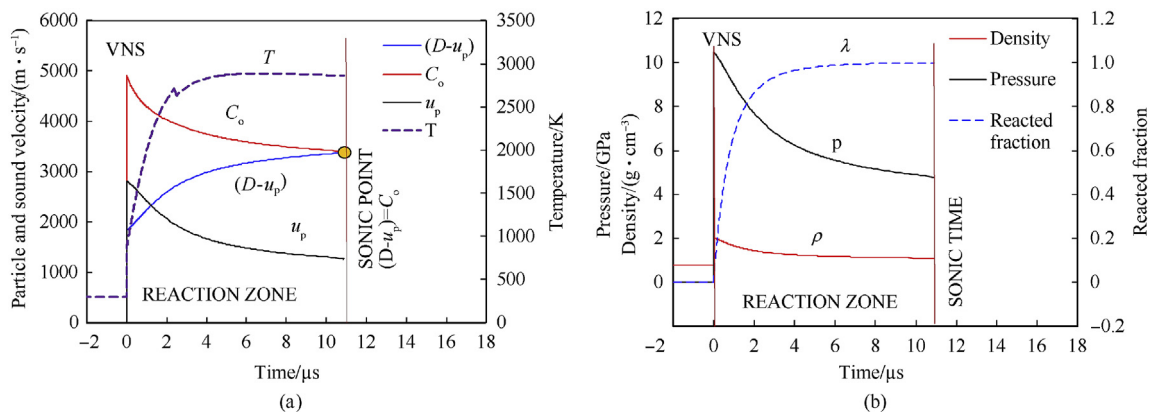 6000
5000
4000
3000
2000
1000
0
Particle and sound velocity/(m · s⁻¹)
VNS
T
Cₒ
(D-uₚ)
uₚ
REACTION ZONE
SONIC POINT
(D-uₚ)=Cₒ
(D-uₚ)
Cₒ
uₚ
T
3500
3000
2500
2000
1500
1000
500
0
Temperature/K
−2 0 2 4 6 8 10 12 14 16 18
Time/μs
(a)
12
10
8
6
4
2
0
−2
Pressure/GPa
Density/(g · cm⁻³)
VNS
λ
p
ρ
REACTION ZONE
SONIC TIME
Density
Pressure
Reacted
fraction
1.2
1.0
0.8
0.6
0.4
0.2
0
−0.2
Reacted fraction
−2 0 2 4 6 8 10 12 14 16 18
Time/μs
(b)